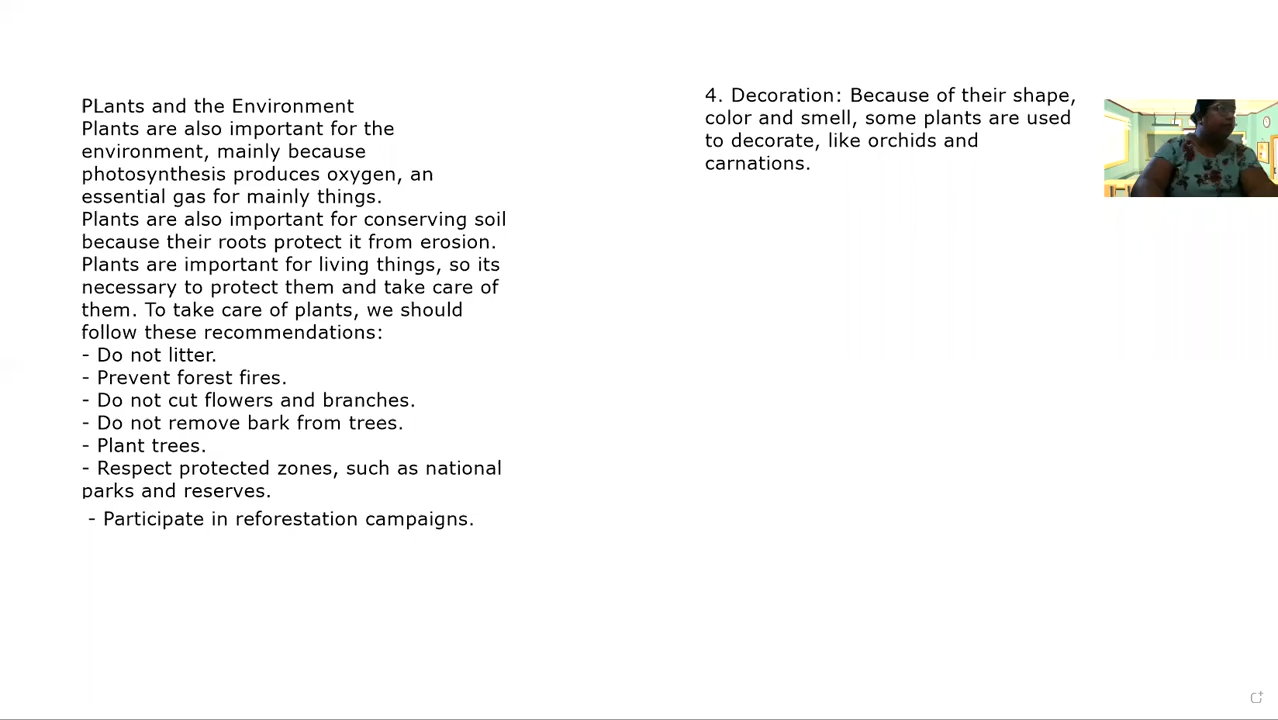 PLants and the Environment
Plants are also important for the
environment, mainly because
photosynthesis produces oxygen, an
essential gas for mainly things.
Plants are also important for conserving soil
because their roots protect it from erosion.
Plants are important for living things, so its
necessary to protect them and take care of
them. To take care of plants, we should
follow these recommendations:
- Do not litter.
- Prevent forest fires.
- Do not cut flowers and branches.
- Do not remove bark from trees.
- Plant trees.
- Respect protected zones, such as national
parks and reserves.
- Participate in reforestation campaigns.
4. Decoration: Because of their shape,
color and smell, some plants are used
to decorate, like orchids and
carnations.